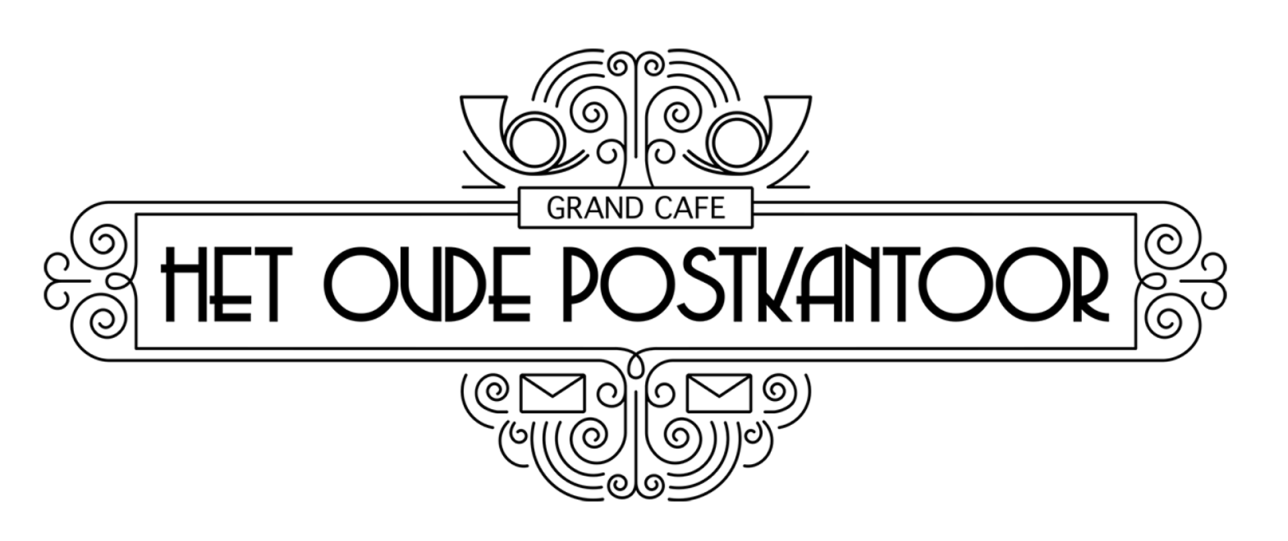 GRAND CAFE
HET OUDE POSTKANTOOR